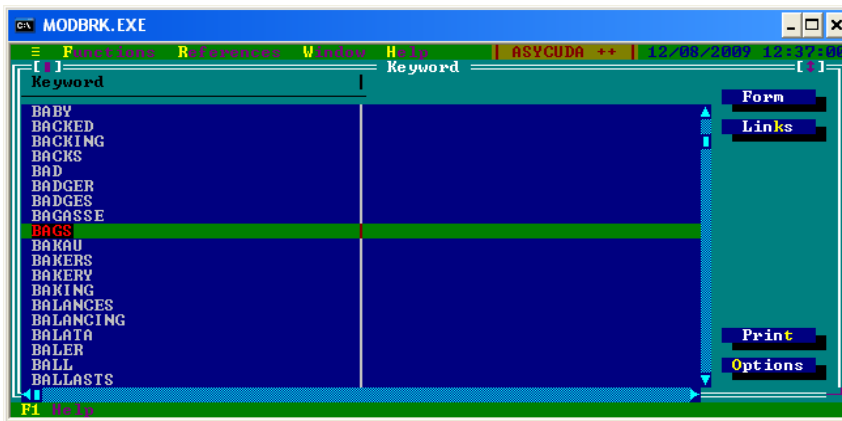 MODBRK.EXE
≡ Functions References Window Help | ASYCUDA ++ | 12/08/2009 12:37:00
Keyword
Keyword
Form
BABY
BACKED
Links
BACKING
BACKS
BAD
BADGER
BADGES
BAGASSE
BAGS
BAKAU
BAKERS
BAKERY
BAKING
BALANCES
BALANCING
BALATA
Print
BALER
BALL
Options
BALLASTS
F1 Help